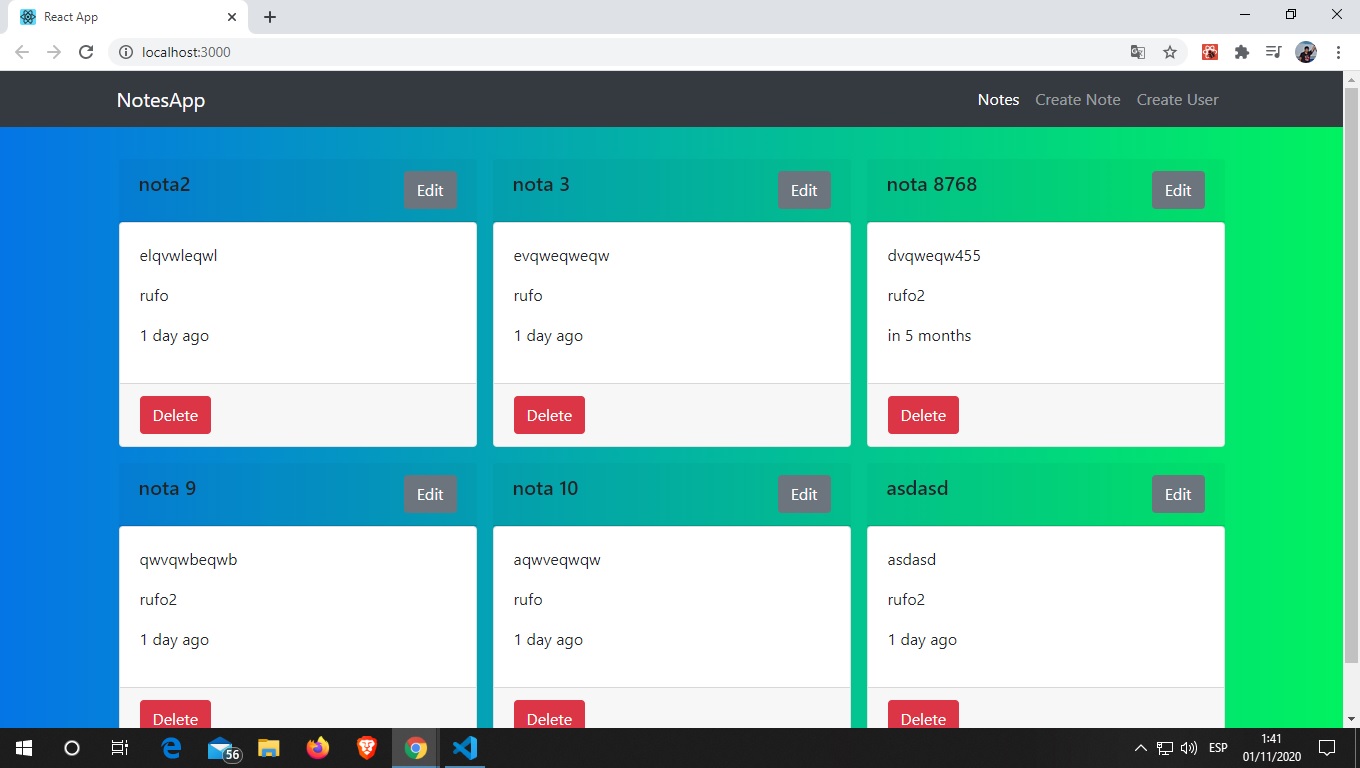 React App
localhost:3000
NotesApp
Notes Create Note Create User
nota2 Edit
elqvwleqwl
rufo
1 day ago
Delete
nota 3 Edit
evqweqweqw
rufo
1 day ago
Delete
nota 8768 Edit
dvqweqw455
rufo2
in 5 months
Delete
nota 9 Edit
qwvqwbeqwb
rufo2
1 day ago
Delete
nota 10 Edit
aqwveqwqw
rufo
1 day ago
Delete
asdasd Edit
asdasd
rufo2
1 day ago
Delete
56
ESP
1:41
01/11/2020